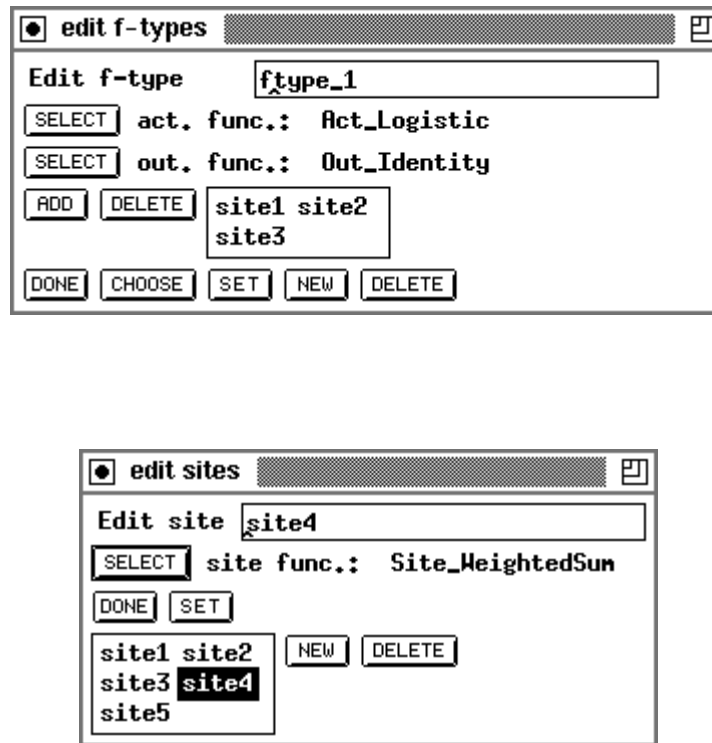 edit f-types
Edit f-type ftype_1
SELECT act. func.: Act_Logistic
SELECT out. func.: Out_Identity
ADD DELETE site1 site2
site3
DONE CHOOSE SET NEW DELETE
edit sites
Edit site site4
SELECT site func.: Site_WeightedSum
DONE SET
site1 site2 NEW DELETE
site3 site4
site5